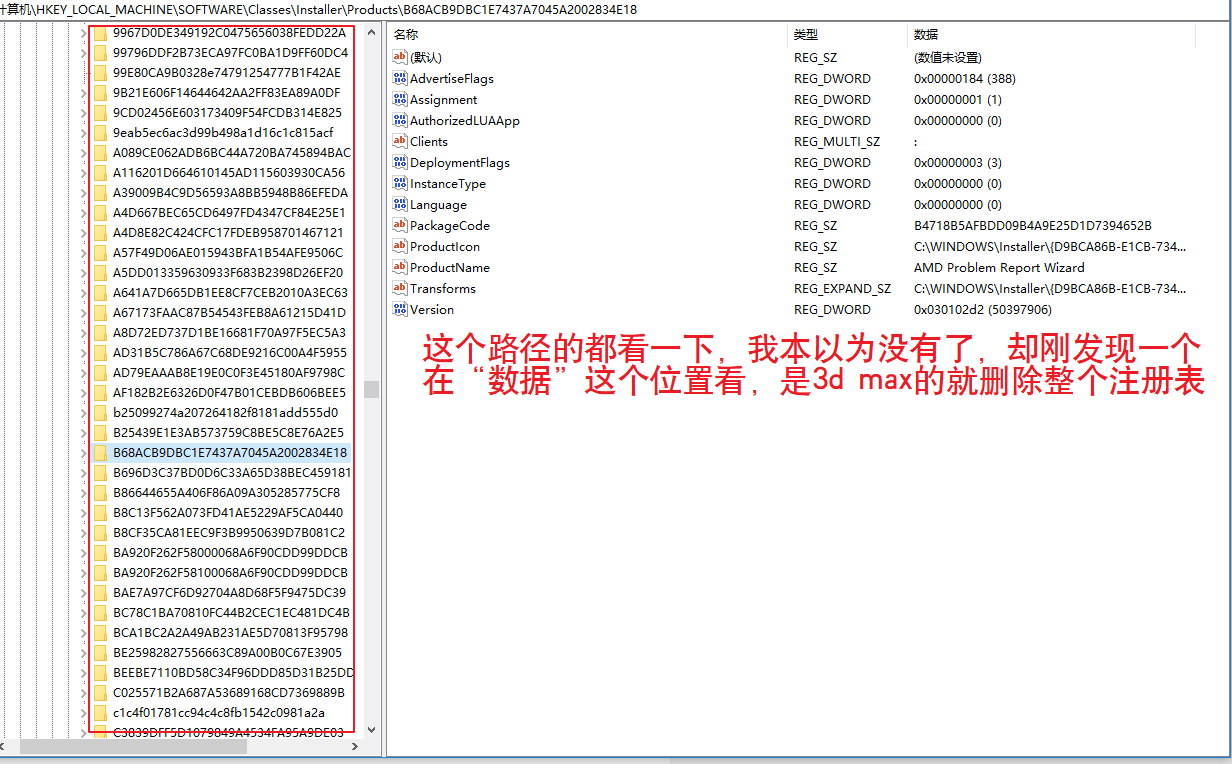 计算机\HKEY_LOCAL_MACHINE\SOFTWARE\Classes\Installer\Products\B68ACB9DBC1E7437A7045A2002834E18
9967D0DE349192C0475656038FEDD22A
99796DDF2B73ECA97FC0BA1D9FF60DC4
99E80CA9B0328e74791254777B1F42AE
9B21E606F14644642AA2FF83EA89A0DF
9CD02456E603173409F54FCDB314E825
9eab5ec6ac3d99b498a1d16c1c815acf
A089CE062ADB6BC44A720BA745894BAC
A116201D664610145AD115603930CA56
A39009B4C9D56593A8BB5948B86EFEDA
A4D667BEC65CD6497FD4347CF84E25E1
A4D8E82C424CFC17FDEB958701467121
A57F49D06AE015943BFA1B54AFE9506C
A5DD013359630933F683B2398D26EF20
A641A7D665DB1EE8CF7CEB2010A3EC63
A67173FAAC87B54543FEB8A61215D41D
A8D72ED737D1BE16681F70A97F5EC5A3
AD31B5C786A67C68DE9216C00A4F5955
AD79EAAAB8E19E0C0F3E45180AF9798C
AF182B2E6326D0F47B01CEBDB606BEE5
b25099274a207264182f8181add555d0
B25439E1E3AB573759C8BE5C8E76A2E5
B68ACB9DBC1E7437A7045A2002834E18
B696D3C37BD0D6C33A65D38BEC459181
B86644655A406F86A09A305285775CF8
B8C13F562A073FD41AE5229AF5CA0440
B8CF35CA81EEC9F3B9950639D7B081C2
BA920F262F58000068A6F90CDD99DDCB
BA920F262F58100068A6F90CDD99DDCB
BAE7A97CF6D92704A8D68F5F9475DC39
BC78C1BA70810FC44B2CEC1EC481DC4B
BCA1BC2A2A49AB231AE5D70813F95798
BE25982827556663C89A00B0C67E3905
BEEBE7110BD58C34F96DDD85D31B25DD
C025571B2A687A53689168CD7369889B
c1c4f01781cc94c4c8fb1542c0981a2a
C3839DFF5D1079849A4534FA95A9DE03
名称 类型 数据
(默认) REG_SZ (数值未设置)
AdvertiseFlags REG_DWORD 0x00000184 (388)
Assignment REG_DWORD 0x00000001 (1)
AuthorizedLUAApp REG_DWORD 0x00000000 (0)
Clients REG_MULTI_SZ :
DeploymentFlags REG_DWORD 0x00000003 (3)
InstanceType REG_DWORD 0x00000000 (0)
Language REG_DWORD 0x00000000 (0)
PackageCode REG_SZ B4718B5AFBDD09B4A9E25D1D7394652B
ProductIcon REG_SZ C:\WINDOWS\Installer\{D9BCA86B-E1CB-734...
ProductName REG_SZ AMD Problem Report Wizard
Transforms REG_EXPAND_SZ C:\WINDOWS\Installer\{D9BCA86B-E1CB-734...
Version REG_DWORD 0x030102d2 (50397906)
这个路径的都看一下，我本以为没有了，却刚发现一个
在“数据”这个位置看，是3d max的就删除整个注册表